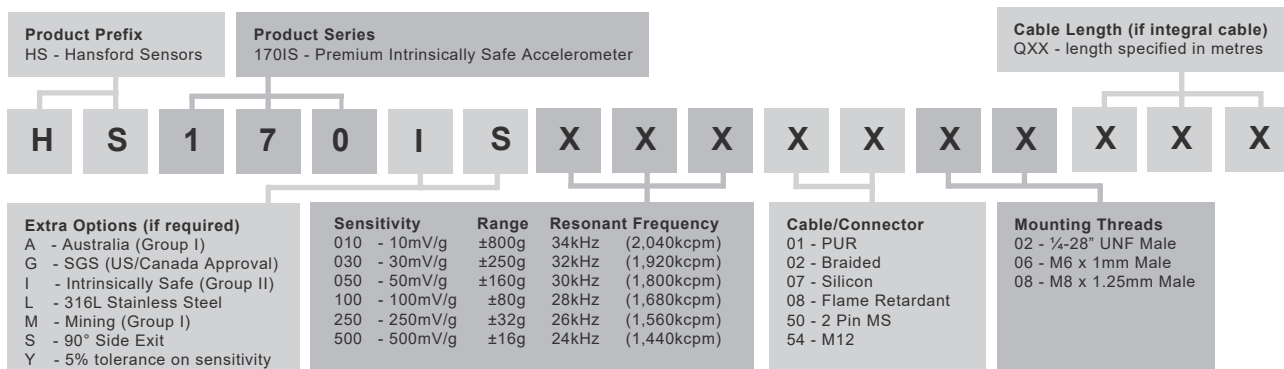 Product Prefix
HS - Hansford Sensors
Product Series
170IS - Premium Intrinsically Safe Accelerometer
Cable Length (if integral cable)
QXX - length specified in metres
H S 1 7 0 I S X X X X X X X X X X
Extra Options (if required)
A - Australia (Group I)
G - SGS (US/Canada Approval)
I - Intrinsically Safe (Group II)
L - 316L Stainless Steel
M - Mining (Group I)
S - 90° Side Exit
Y - 5% tolerance on sensitivity
Sensitivity Range Resonant Frequency
010 - 10mV/g ±800g 34kHz (2,040kcpm)
030 - 30mV/g ±250g 32kHz (1,920kcpm)
050 - 50mV/g ±160g 30kHz (1,800kcpm)
100 - 100mV/g ±80g 28kHz (1,680kcpm)
250 - 250mV/g ±32g 26kHz (1,560kcpm)
500 - 500mV/g ±16g 24kHz (1,440kcpm)
Cable/Connector
01 - PUR
02 - Braided
07 - Silicon
08 - Flame Retardant
50 - 2 Pin MS
54 - M12
Mounting Threads
02 - ¼-28” UNF Male
06 - M6 x 1mm Male
08 - M8 x 1.25mm Male